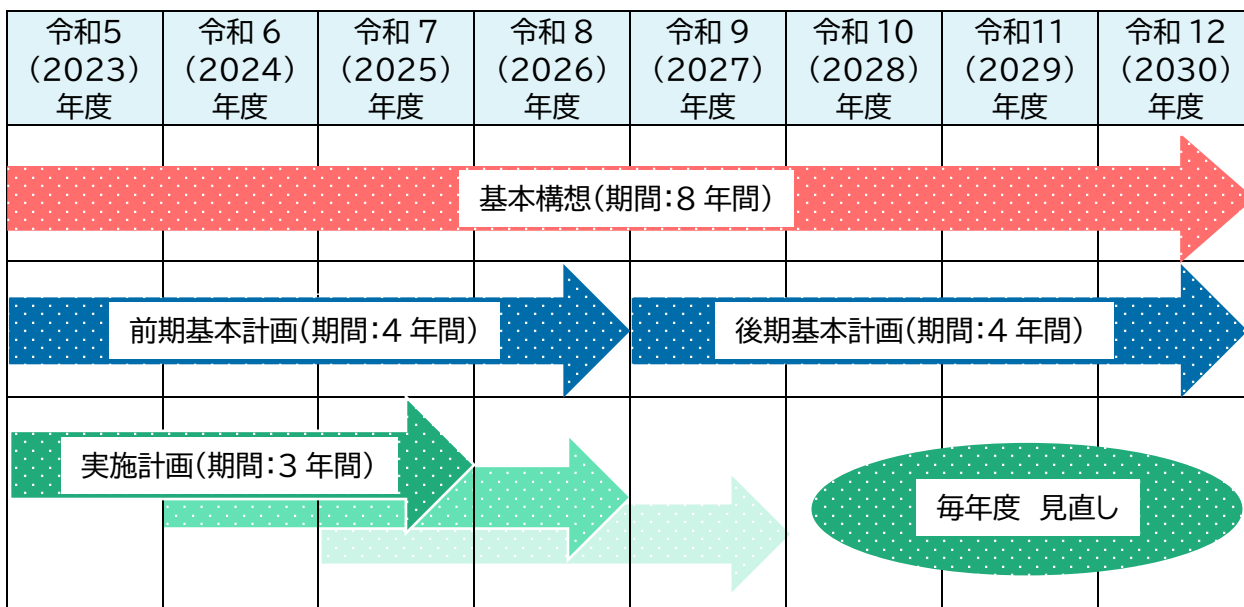 令和5
（2023）
年度
令和 6
（2024）
年度
令和 7
（2025）
年度
令和 8
（2026）
年度
令和 9
（2027）
年度
令和 10
（2028）
年度
令和11
（2029）
年度
令和 12
（2030）
年度
基本構想(期間：8 年間)
前期基本計画(期間：4 年間)
後期基本計画(期間：4 年間)
実施計画(期間：3 年間)
毎年度　見直し